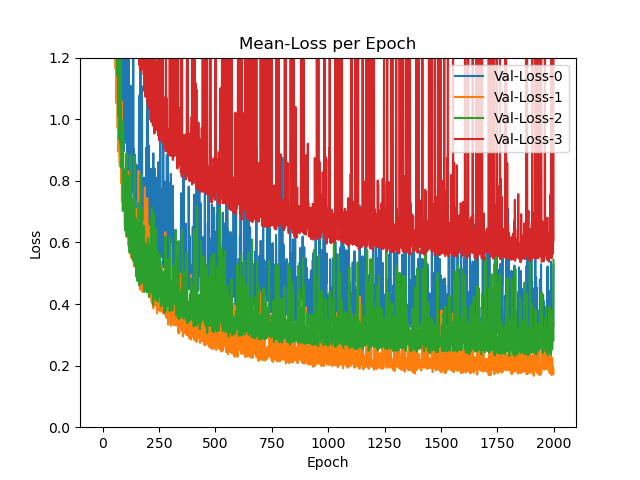 Mean-Loss per Epoch
1.2
1.0
0.8
0.6
0.4
0.2
0.0
Loss
Val-Loss-0
Val-Loss-1
Val-Loss-2
Val-Loss-3
0 250 500 750 1000 1250 1500 1750 2000
Epoch